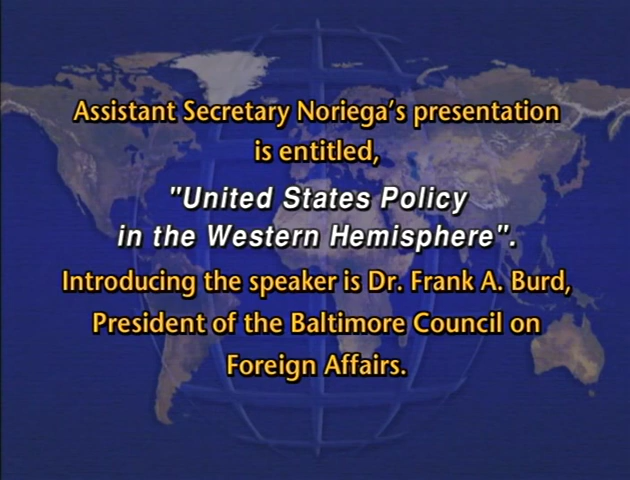 Assistant Secretary Noriega's presentation
is entitled,
"United States Policy
in the Western Hemisphere".
Introducing the speaker is Dr. Frank A. Burd,
President of the Baltimore Council on
Foreign Affairs.